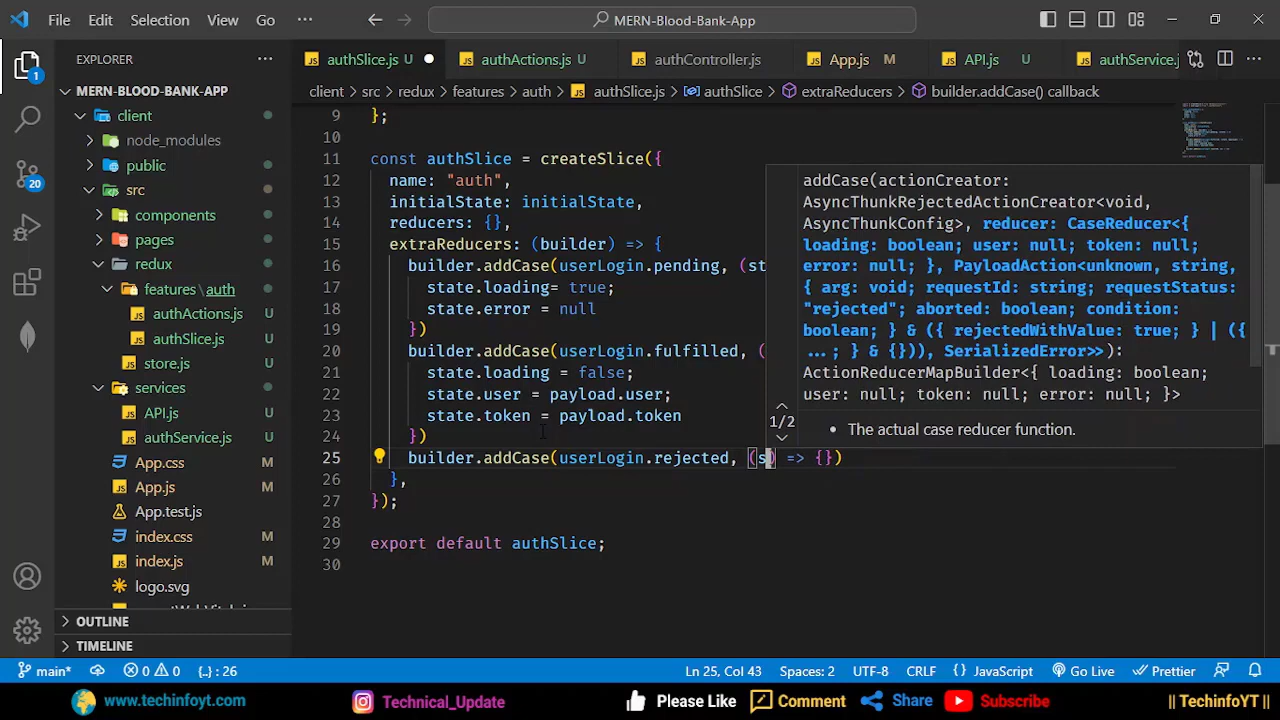 File Edit Selection View Go ··· MERN-Blood-Bank-App
EXPLORER ···
MERN-BLOOD-BANK-APP
client
node_modules
public
src
components
pages
redux
features\auth
authActions.js U
authSlice.js U
store.js U
services
API.js U
authService.js U
App.css M
App.js M
App.test.js
index.css M
index.js M
logo.svg
OUTLINE
TIMELINE
1
20
authSlice.js U authActions.js U authController.js App.js M API.js U authService.
client > src > redux > features > auth > authSlice.js > authSlice > extraReducers > builder.addCase() callback
9 };
10
11 const authSlice = createSlice({
12 name: "auth",
13 initialState: initialState,
14 reducers: {},
15 extraReducers: (builder) => {
16 builder.addCase(userLogin.pending, (st
17 state.loading= true;
18 state.error = null
19 })
20 builder.addCase(userLogin.fulfilled, (
21 state.loading = false;
22 state.user = payload.user;
23 state.token = payload.token
24 })
25 builder.addCase(userLogin.rejected, (s) => {})
26 },
27 });
28
29 export default authSlice;
30
addCase(actionCreator:
AsyncThunkRejectedActionCreator<void,
AsyncThunkConfig>, reducer: CaseReducer<{
loading: boolean; user: null; token: null;
error: null; }, PayloadAction<unknown, string,
{ arg: void; requestId: string; requestStatus:
"rejected"; aborted: boolean; condition:
boolean; } & ({ rejectedWithValue: true; } | ({
...; } & {})), SerializedError>>):
ActionReducerMapBuilder<{ loading: boolean;
user: null; token: null; error: null; }>
1/2
• The actual case reducer function.
main* 0 0 {..} : 26 Ln 25, Col 43 Spaces: 2 UTF-8 CRLF {} JavaScript Go Live Prettier
www.techinfoyt.com Technical_Update Please Like Comment Share Subscribe || TechinfoYT ||